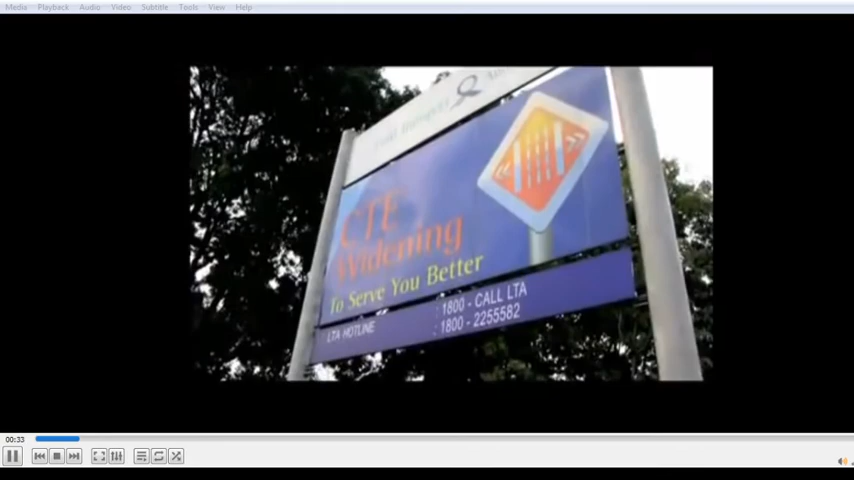 Media Playback Audio Video Subtitle Tools View Help
CTE
Widening
To Serve You Better
LTA HOTLINE : 1800 - CALL LTA
: 1800 - 2255582
00:33